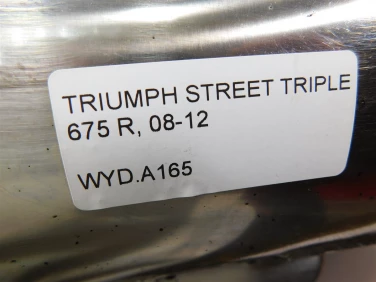 TRIUMPH STREET TRIPLE
675 R, 08-12
WYD.A165